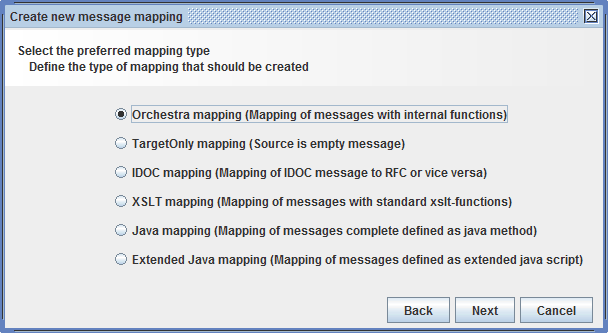 Create new message mapping
Select the preferred mapping type
Define the type of mapping that should be created
Orchestra mapping (Mapping of messages with internal functions)
TargetOnly mapping (Source is empty message)
IDOC mapping (Mapping of IDOC message to RFC or vice versa)
XSLT mapping (Mapping of messages with standard xslt-functions)
Java mapping (Mapping of messages complete defined as java method)
Extended Java mapping (Mapping of messages defined as extended java script)
Back Next Cancel